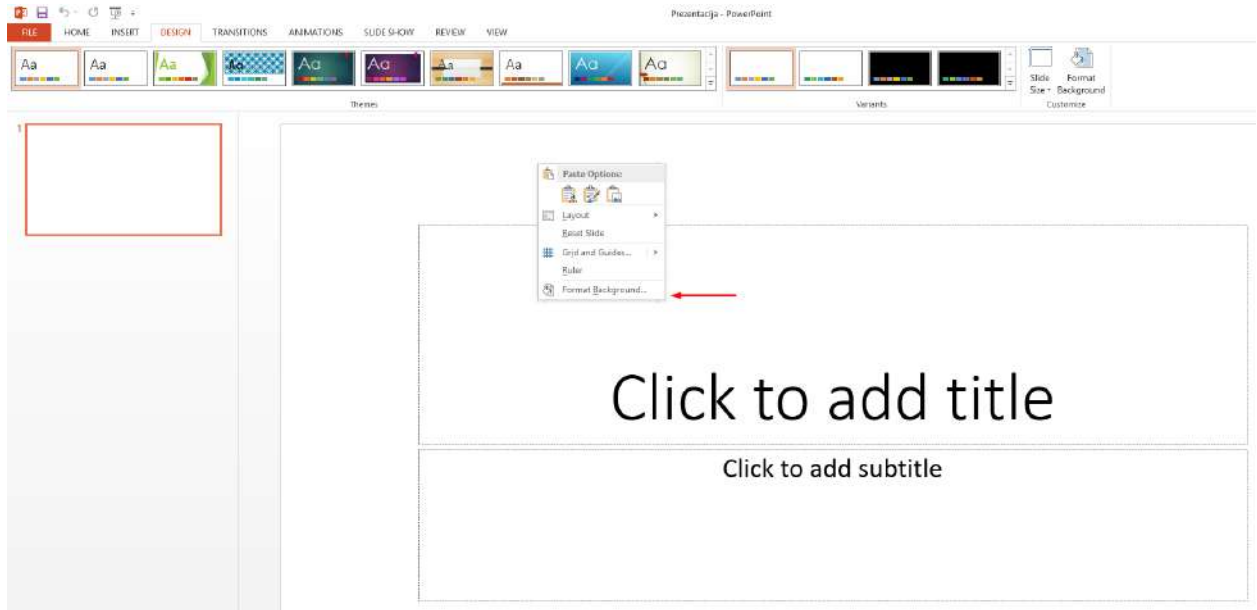 Prezentacija - PowerPoint
FILE HOME INSERT DESIGN TRANSITIONS ANIMATIONS SLIDE SHOW REVIEW VIEW
Aa Aa Aa Aa Aa Aa Aa Aa Aa Aa
Slide Size Format Background
Themes Variants Customize
1
Paste Options:
Layout
Reset Slide
Grid and Guides...
Ruler
Format Background...
Click to add title
Click to add subtitle